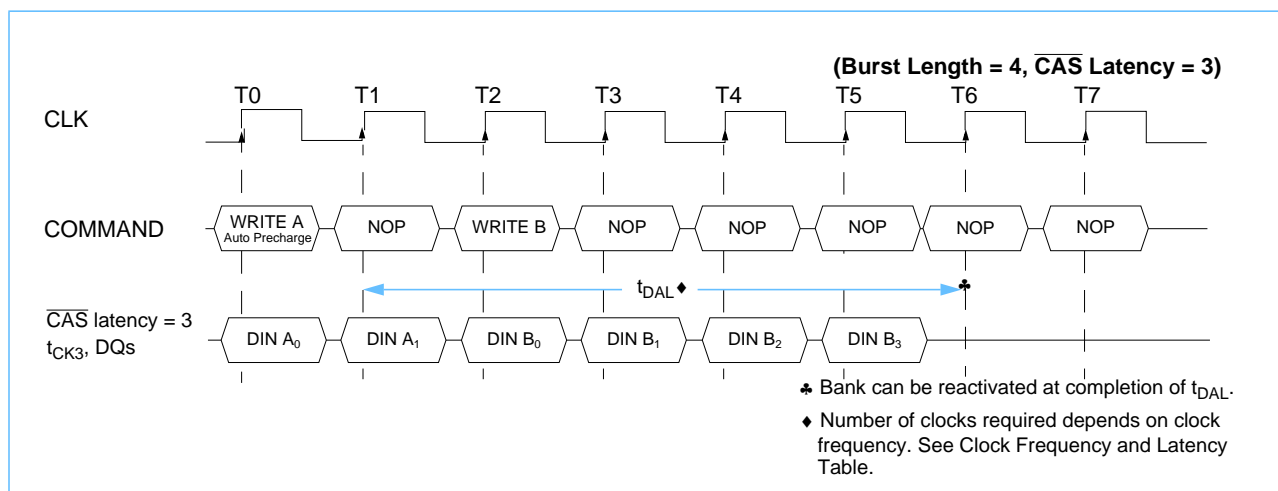 (Burst Length = 4, CAS Latency = 3)
T0 T1 T2 T3 T4 T5 T6 T7
CLK
COMMAND
WRITE A
Auto Precharge
NOP
WRITE B
NOP
NOP
NOP
NOP
NOP
tDAL♦
♣
CAS latency = 3
tCK3, DQs
DIN A0
DIN A1
DIN B0
DIN B1
DIN B2
DIN B3
♣ Bank can be reactivated at completion of tDAL.
♦ Number of clocks required depends on clock
frequency. See Clock Frequency and Latency
Table.